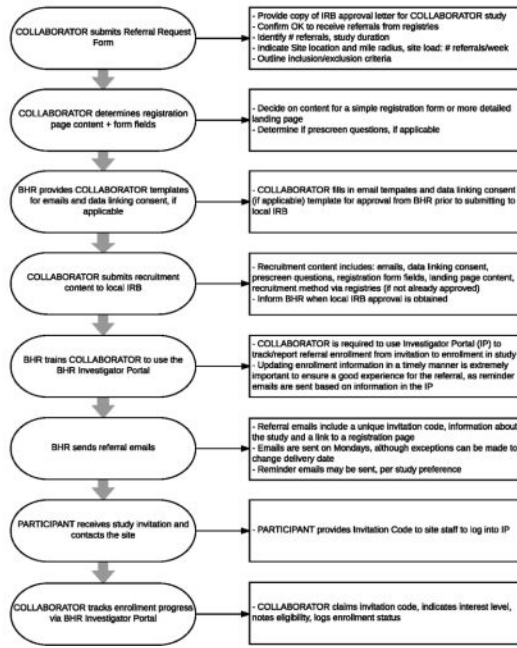 COLLABORATOR submits Referral Request
Form
- Provide copy of IRB approval letter for COLLABORATOR study
- Confirm OK to receive referrals from registries
- Identify # referrals, study duration
- Indicate Site location and mile radius, site load: # referrals/week
- Outline inclusion/exclusion criteria
COLLABORATOR determines registration
page content + form fields
- Decide on content for a simple registration form or more detailed
landing page
- Determine if prescreen questions, if applicable
BHR provides COLLABORATOR templates
for emails and data linking consent, if
applicable
- COLLABORATOR fills in email tempates and data linking consent
(if applicable) template for approval from BHR prior to submitting to
local IRB
COLLABORATOR submits recruitment
content to local IRB
- Recruitment content includes: emails, data linking consent,
prescreen questions, registration form fields, landing page content,
recruitment method via registries (if not already approved)
- Inform BHR when local IRB approval is obtained
BHR trains COLLABORATOR to use the
BHR Investigator Portal
- COLLABORATOR is required to use Investigator Portal (IP) to
track/report referral enrollment from invitation to enrollment in study
- Updating enrollment information in a timely manner is extremely
important to ensure a good experience for the referral, as reminder
emails are sent based on information in the IP
BHR sends referral emails
- Referral emails include a unique invitation code, information about
the study and a link to a registration page
- Emails are sent on Mondays, although exceptions can be made to
change delivery date
- Reminder emails may be sent, per study preference
PARTICIPANT receives study invitation and
contacts the site
- PARTICIPANT provides Invitation Code to site staff to log into IP
COLLABORATOR tracks enrollment progress
via BHR Investigator Portal
- COLLABORATOR claims invitation code, indicates interest level,
notes eligibility, logs enrollment status